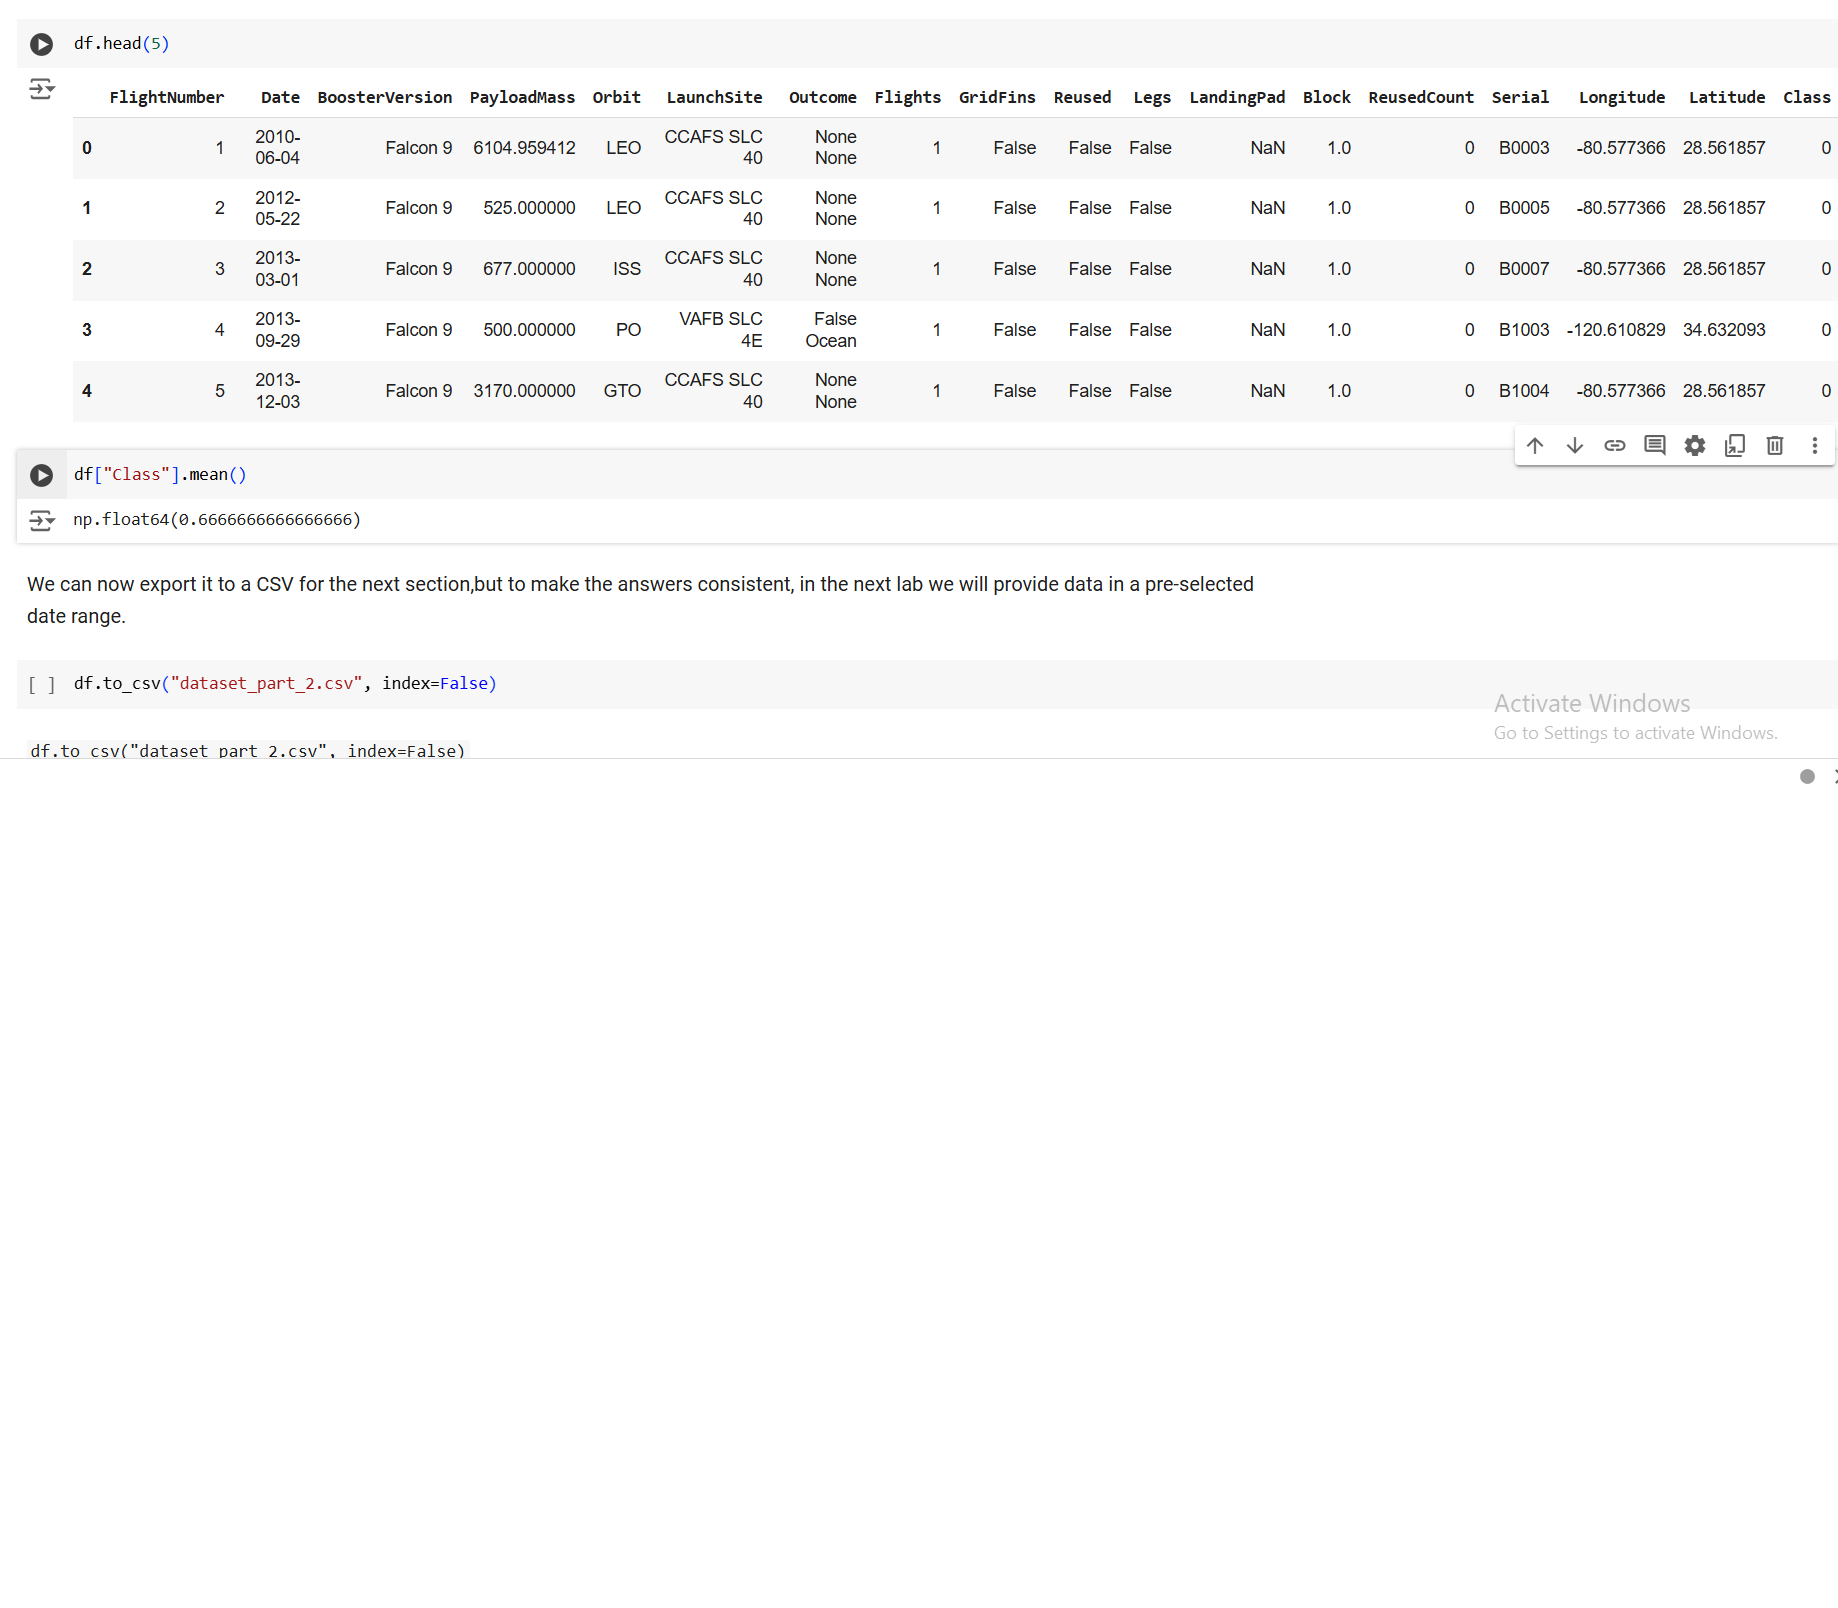 df.head(5)
FlightNumber Date BoosterVersion PayloadMass Orbit LaunchSite Outcome Flights GridFins Reused Legs LandingPad Block ReusedCount Serial Longitude Latitude Class
0 1 2010-06-04 Falcon 9 6104.959412 LEO CCAFS SLC 40 None None 1 False False False NaN 1.0 0 B0003 -80.577366 28.561857 0
1 2 2012-05-22 Falcon 9 525.000000 LEO CCAFS SLC 40 None None 1 False False False NaN 1.0 0 B0005 -80.577366 28.561857 0
2 3 2013-03-01 Falcon 9 677.000000 ISS CCAFS SLC 40 None None 1 False False False NaN 1.0 0 B0007 -80.577366 28.561857 0
3 4 2013-09-29 Falcon 9 500.000000 PO VAFB SLC 4E False Ocean 1 False False False NaN 1.0 0 B1003 -120.610829 34.632093 0
4 5 2013-12-03 Falcon 9 3170.000000 GTO CCAFS SLC 40 None None 1 False False False NaN 1.0 0 B1004 -80.577366 28.561857 0
df["Class"].mean()
np.float64(0.6666666666666666)
We can now export it to a CSV for the next section,but to make the answers consistent, in the next lab we will provide data in a pre-selected
date range.
[ ] df.to_csv("dataset_part_2.csv", index=False)
Activate Windows
Go to Settings to activate Windows.
df.to_csv("dataset_part_2.csv", index=False)